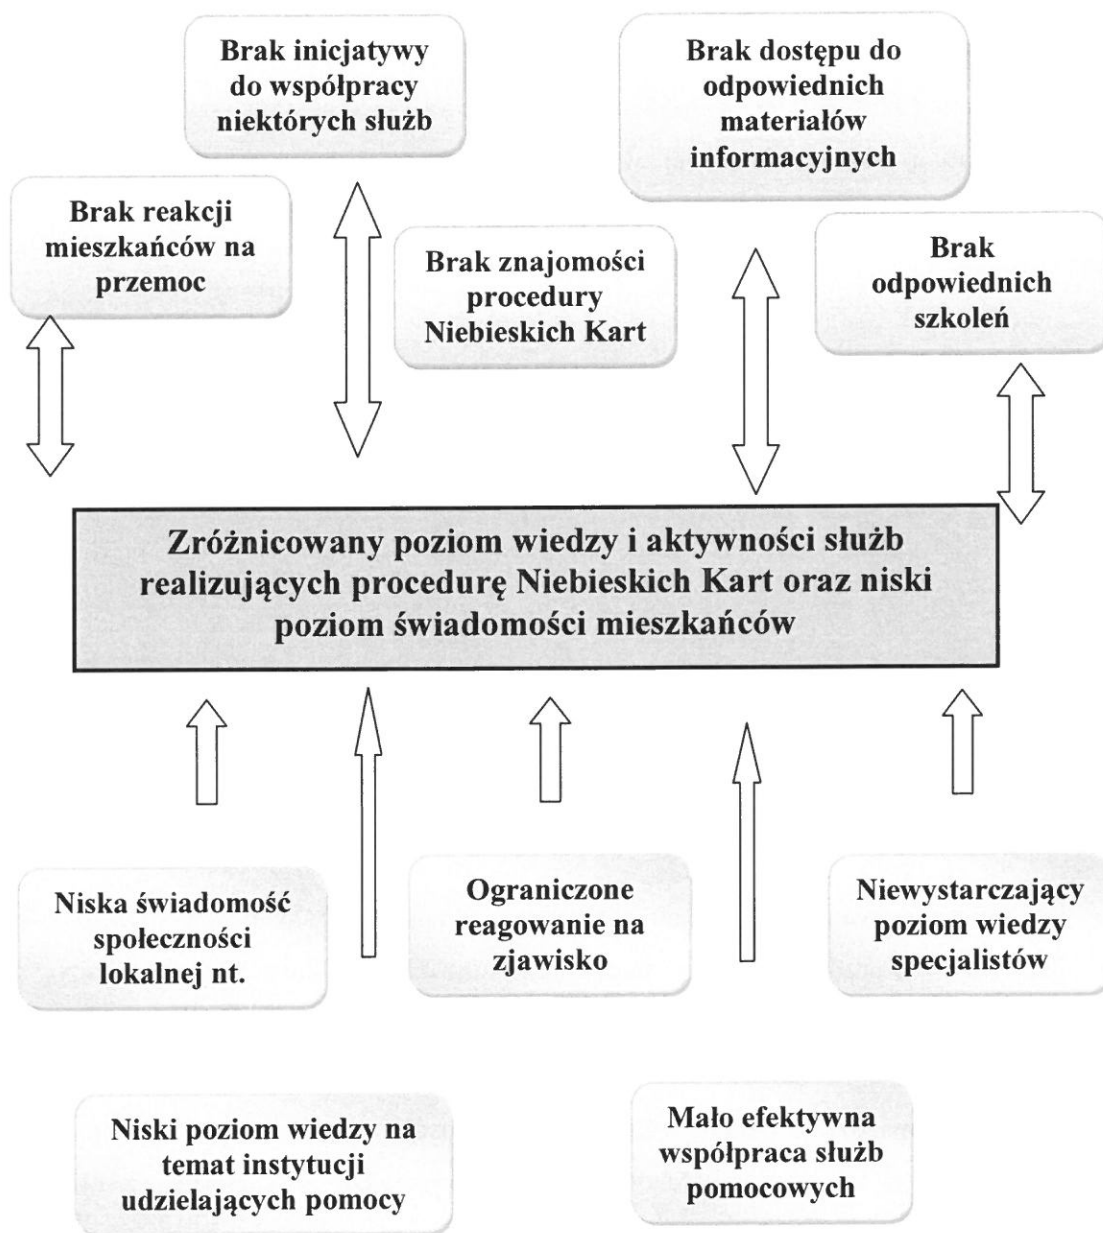 Brak inicjatywy
do współpracy
niektórych służb
Brak dostępu do
odpowiednich
materiałów
informacyjnych
Brak reakcji
mieszkańców na
przemoc
Brak znajomości
procedury
Niebieskich Kart
Brak
odpowiednich
szkoleń
Zróżnicowany poziom wiedzy i aktywności służb
realizujących procedurę Niebieskich Kart oraz niski
poziom świadomości mieszkańców
Niska świadomość
społeczności
lokalnej nt.
Ograniczone
reagowanie na
zjawisko
Niewystarczający
poziom wiedzy
specjalistów
Niski poziom wiedzy na
temat instytucji
udzielających pomocy
Mało efektywna
współpraca służb
pomocowych